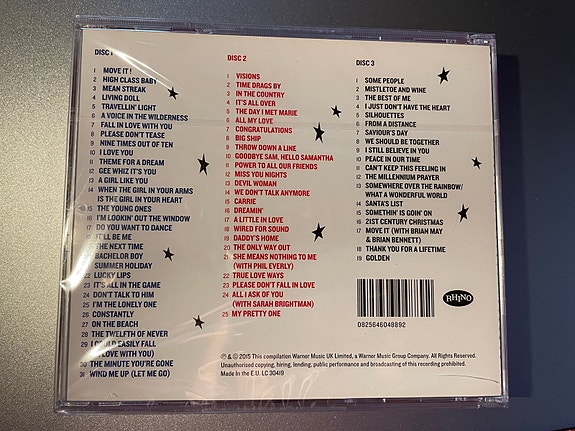 DISC 1
1 MOVE IT!
2 HIGH CLASS BABY
3 MEAN STREAK
4 LIVING DOLL
5 TRAVELLIN' LIGHT
6 A VOICE IN THE WILDERNESS
7 FALL IN LOVE WITH YOU
8 PLEASE DON'T TEASE
9 NINE TIMES OUT OF TEN
10 I LOVE YOU
11 THEME FOR A DREAM
12 GEE WHIZ IT'S YOU
13 A GIRL LIKE YOU
14 WHEN THE GIRL IN YOUR ARMS
IS THE GIRL IN YOUR HEART
15 THE YOUNG ONES
16 I'M LOOKIN' OUT THE WINDOW
17 DO YOU WANT TO DANCE
18 IT'LL BE ME
19 THE NEXT TIME
20 BACHELOR BOY
SUMMER HOLIDAY
22 LUCKY LIPS
23 IT'S ALL IN THE GAME
24 DON'T TALK TO HIM
25 I'M THE LONELY ONE
26 CONSTANTLY
27 ON THE BEACH
28 THE TWELFTH OF NEVER
29 I COULD EASILY FALL
(IN LOVE WITH YOU)
30 THE MINUTE YOU'RE GONE
31 WIND ME UP (LET ME GO)
DISC 2
1 VISIONS
2 TIME DRAGS BY
3 IN THE COUNTRY
4 IT'S ALL OVER
5 THE DAY I MET MARIE
6 ALL MY LOVE
7 CONGRATULATIONS
8 BIG SHIP
9 THROW DOWN A LINE
10 GOODBYE SAM, HELLO SAMANTHA
11 POWER TO ALL OUR FRIENDS
12 MISS YOU NIGHTS
13 DEVIL WOMAN
14 WE DON'T TALK ANYMORE
15 CARRIE
16 DREAMIN'
17 A LITTLE IN LOVE
18 WIRED FOR SOUND
19 DADDY'S HOME
20 THE ONLY WAY OUT
21 SHE MEANS NOTHING TO ME
(WITH PHIL EVERLY)
22 TRUE LOVE WAYS
23 PLEASE DON'T FALL IN LOVE
24 ALL I ASK OF YOU
(WITH SARAH BRIGHTMAN)
25 MY PRETTY ONE
DISC 3
1 SOME PEOPLE
2 MISTLETOE AND WINE
3 THE BEST OF ME
4 I JUST DON'T HAVE THE HEART
5 SILHOUETTES
6 FROM A DISTANCE
7 SAVIOUR'S DAY
8 WE SHOULD BE TOGETHER
9 I STILL BELIEVE IN YOU
10 PEACE IN OUR TIME
11 CAN'T KEEP THIS FEELING IN
12 THE MILLENNIUM PRAYER
13 SOMEWHERE OVER THE RAINBOW/
WHAT A WONDERFUL WORLD
14 SANTA'S LIST
15 SOMETHIN' IS GOIN' ON
16 21ST CENTURY CHRISTMAS
17 MOVE IT (WITH BRIAN MAY
& BRIAN BENNETT)
18 THANK YOU FOR A LIFETIME
19 GOLDEN
0825646048892
RHINO
℗ & © 2015 This compilation Warner Music UK Limited, a Warner Music Group Company. All Rights Reserved.
Unauthorised copying, hiring, lending, public performance and broadcasting of this recording prohibited.
Made in the E.U. LC 30419